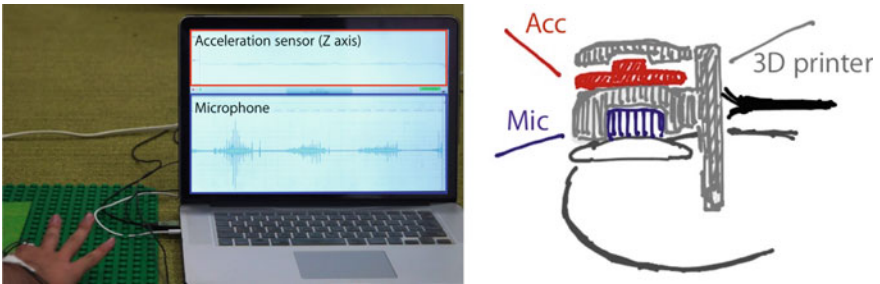 Acceleration sensor (Z axis)
Microphone
Acc
3D printer
Mic